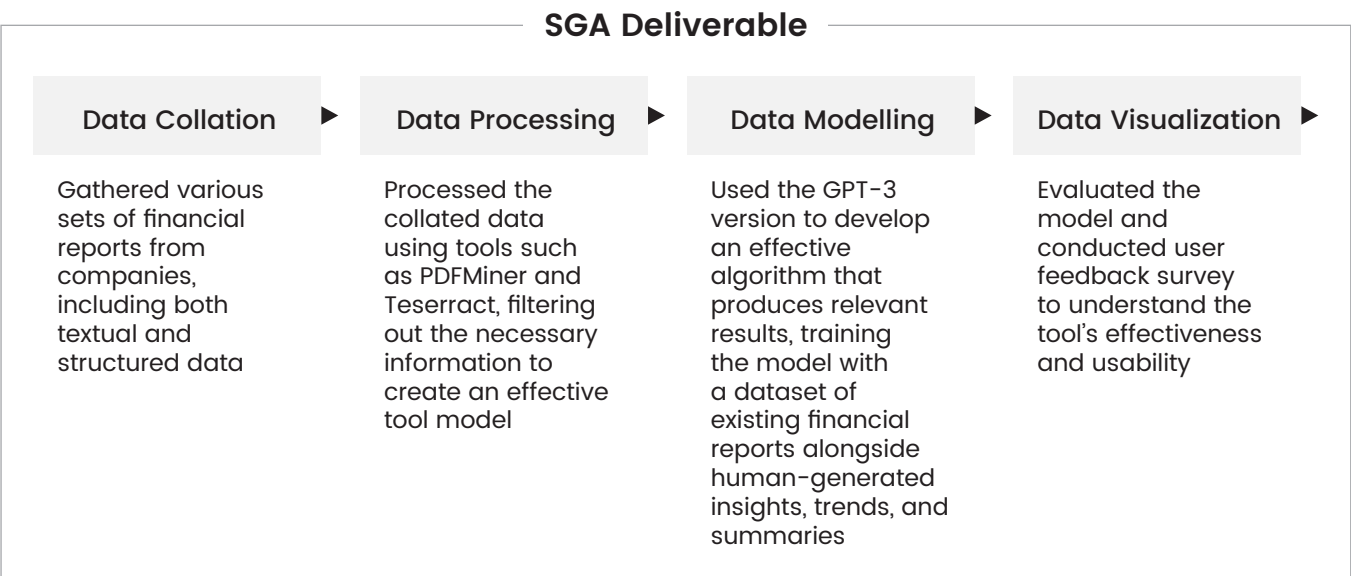 SGA Deliverable
Data Collation
Gathered various
sets of financial
reports from
companies,
including both
textual and
structured data
Data Processing
Processed the
collated data
using tools such
as PDFMiner and
Teserract, filtering
out the necessary
information to
create an effective
tool model
Data Modelling
Used the GPT-3
version to develop
an effective
algorithm that
produces relevant
results, training
the model with
a dataset of
existing financial
reports alongside
human-generated
insights, trends, and
summaries
Data Visualization
Evaluated the
model and
conducted user
feedback survey
to understand the
tool's effectiveness
and usability